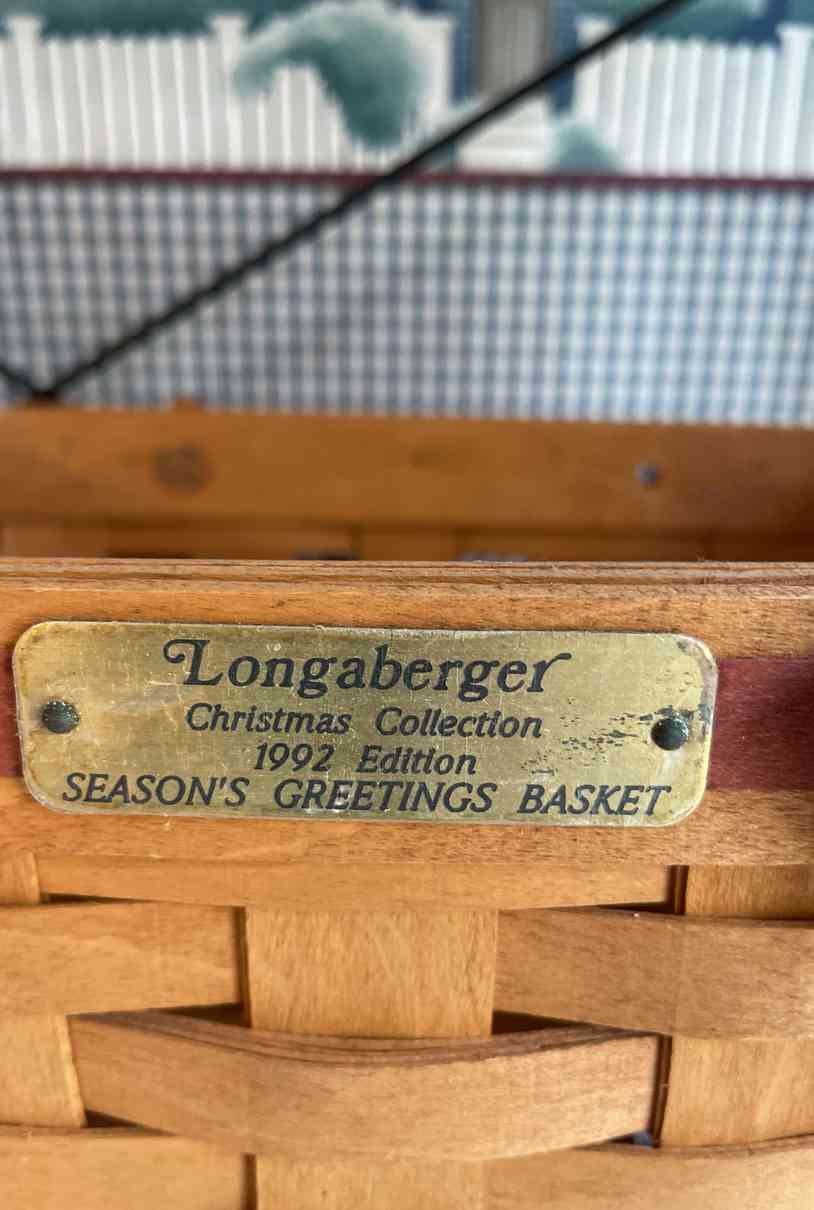 Longaberger
Christmas Collection
1992 Edition
SEASON'S GREETINGS BASKET